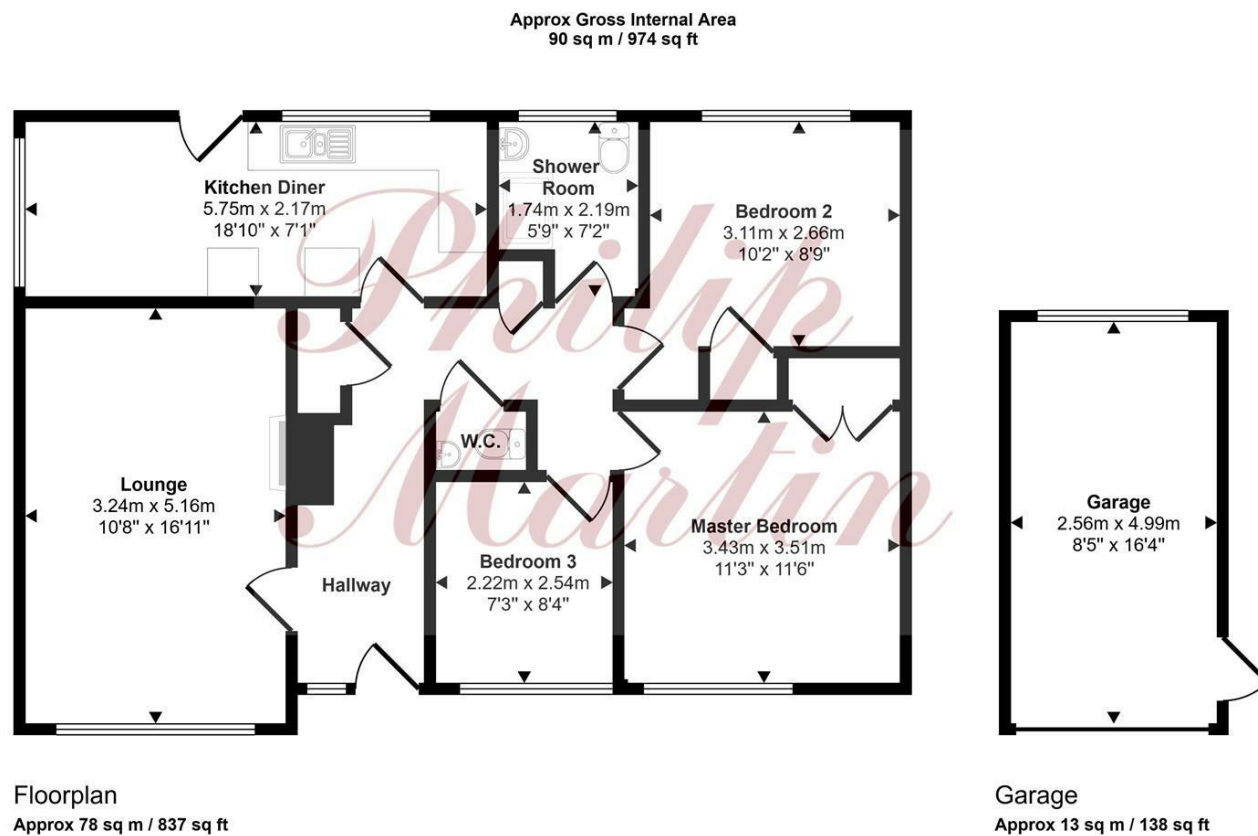 Approx Gross Internal Area
90 sq m / 974 sq ft
Kitchen Diner
5.75m x 2.17m
18'10" x 7'1"
Shower
Room
1.74m x 2.19m
5'9" x 7'2"
Bedroom 2
3.11m x 2.66m
10'2" x 8'9"
Philip
Martin
W.C.
Lounge
3.24m x 5.16m
10'8" x 16'11"
Hallway
Bedroom 3
2.22m x 2.54m
7'3" x 8'4"
Master Bedroom
3.43m x 3.51m
11'3" x 11'6"
Garage
2.56m x 4.99m
8'5" x 16'4"
Floorplan
Approx 78 sq m / 837 sq ft
Garage
Approx 13 sq m / 138 sq ft